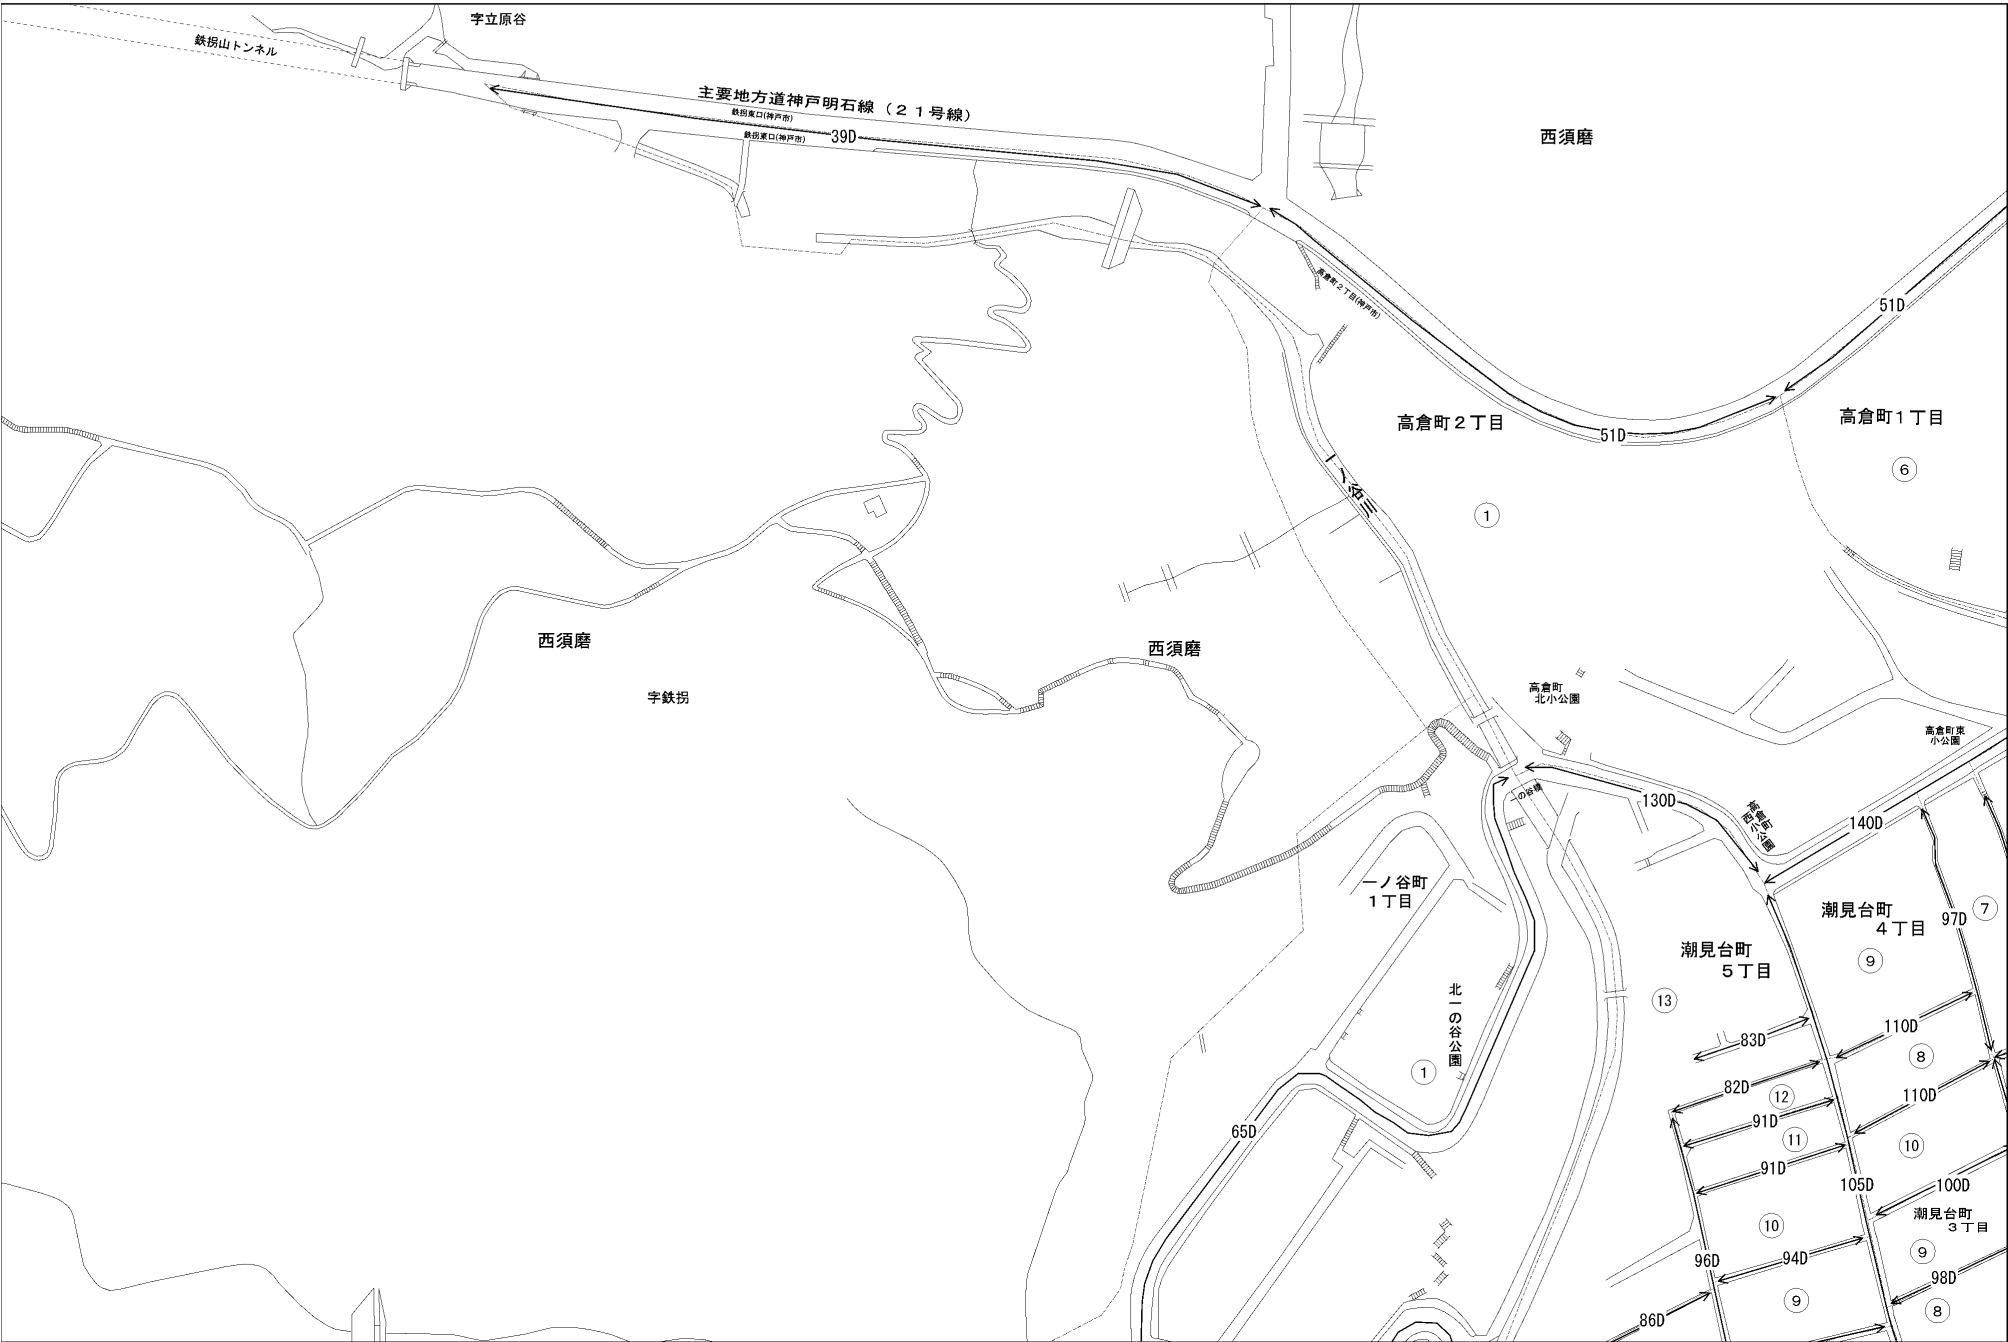 字立原谷
鉄拐山トンネル
主要地方道神戸明石線（２１号線）
鉄拐東口(神戸市)
鉄拐東口(神戸市)
39D
西須磨
高倉町２丁目(神戸市)
51D
高倉町２丁目
51D
高倉町１丁目
⑥
一ノ谷川
①
西須磨
西須磨
字鉄拐
高倉町
北小公園
高倉町東
小公園
一の谷橋
130D
高倉町
西小公園
140D
一ノ谷町
１丁目
潮見台町
４丁目
97D
⑦
潮見台町
５丁目
⑨
北一の谷公園
⑬
①
110D
83D
⑧
82D
⑫
110D
91D
65D
⑪
⑩
91D
105D
100D
⑩
潮見台町
３丁目
96D
94D
⑨
98D
⑨
⑧
86D